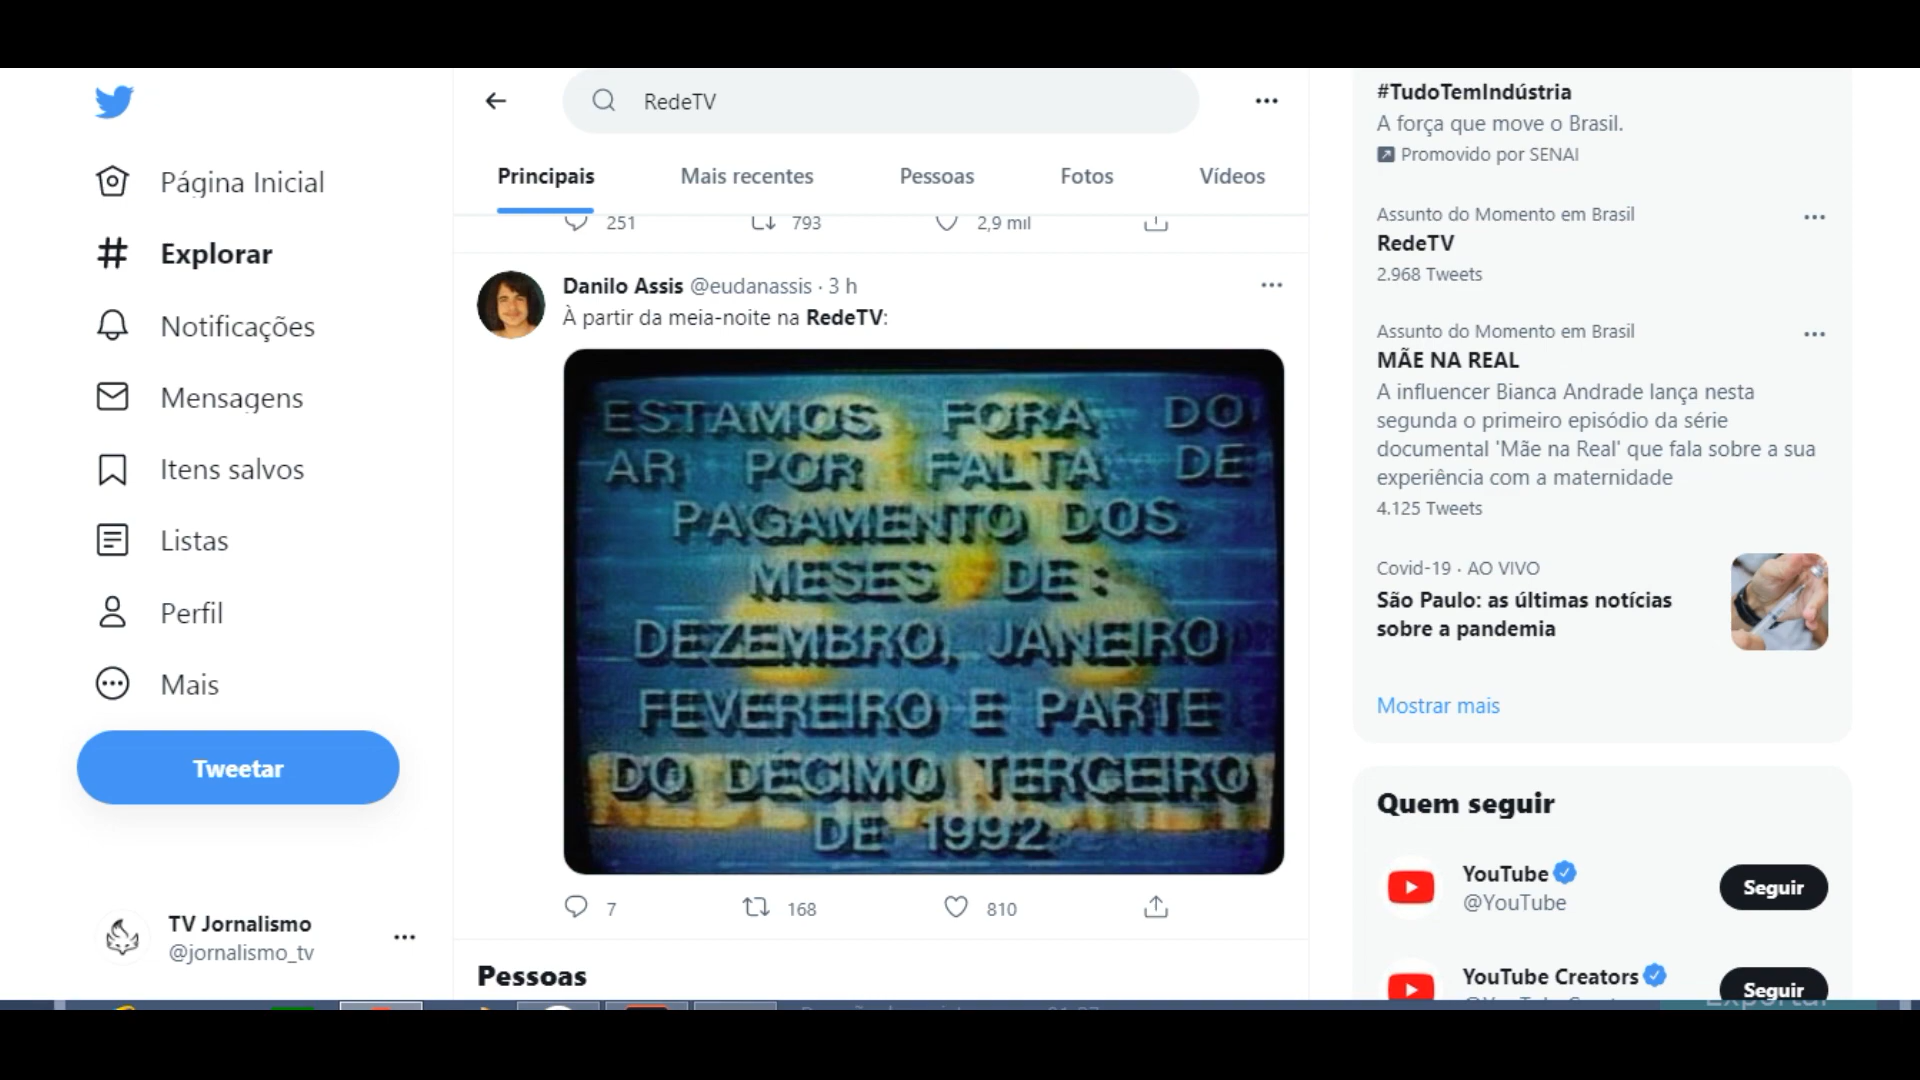 Página Inicial
Explorar
Notificações
Mensagens
Itens salvos
Listas
Perfil
Mais
Tweetar
TV Jornalismo
@jornalismo_tv
RedeTV
Principais
Mais recentes
Pessoas
Fotos
Vídeos
251
793
2,9 mil
Danilo Assis @eudanassis · 3 h
À partir da meia-noite na RedeTV:
ESTAMOS FORA DO
AR POR FALTA DE
PAGAMENTO DOS
MESES DE:
DEZEMBRO, JANEIRO
FEVEREIRO E PARTE
DO DÉCIMO TERCEIRO
DE 1992
7
168
810
Pessoas
#TudoTemIndústria
A força que move o Brasil.
Promovido por SENAI
Assunto do Momento em Brasil
RedeTV
2.968 Tweets
Assunto do Momento em Brasil
MÃE NA REAL
A influencer Bianca Andrade lança nesta
segunda o primeiro episódio da série
documental 'Mãe na Real' que fala sobre a sua
experiência com a maternidade
4.125 Tweets
Covid-19 · AO VIVO
São Paulo: as últimas notícias
sobre a pandemia
Mostrar mais
Quem seguir
YouTube
@YouTube
Seguir
YouTube Creators
Seguir